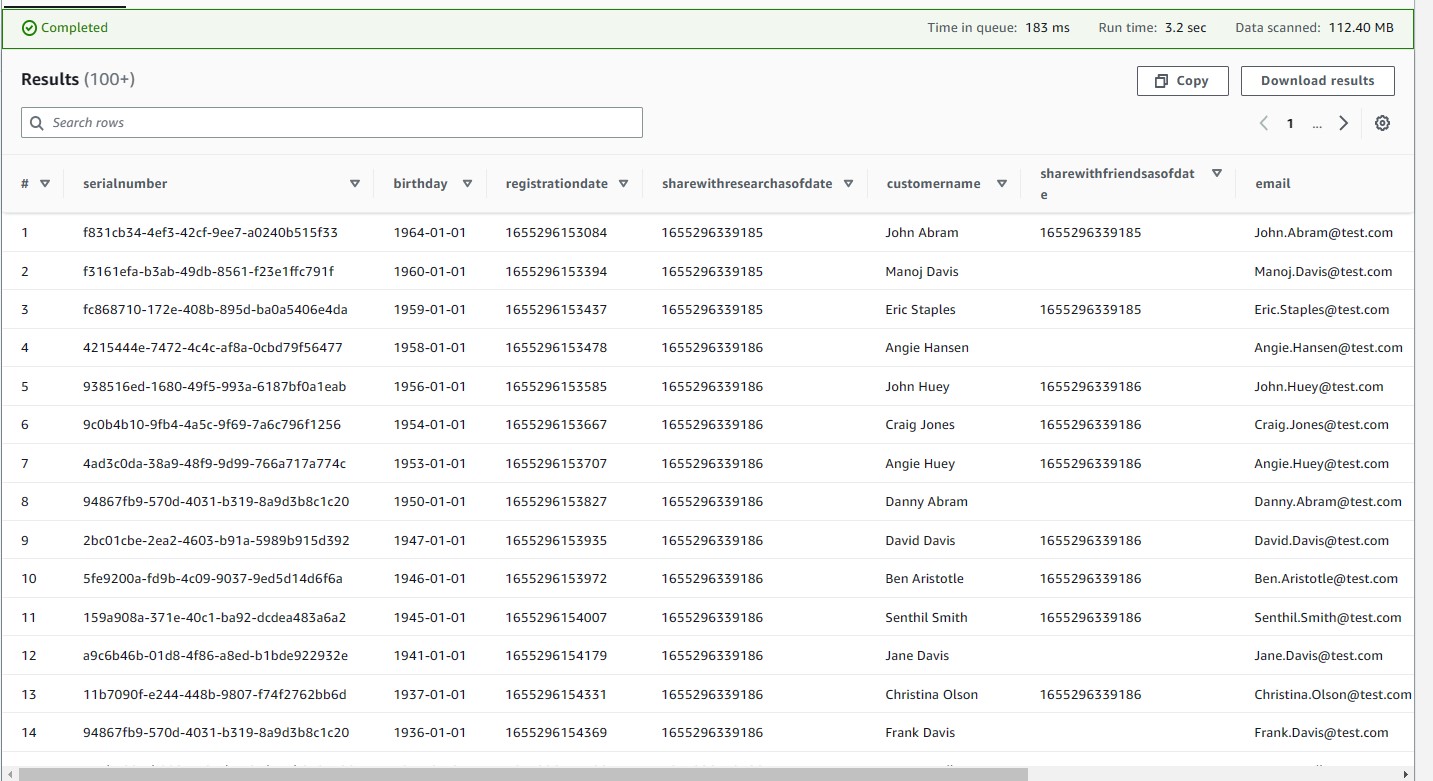 Completed Time in queue: 183 ms Run time: 3.2 sec Data scanned: 112.40 MB
Results (100+) Copy Download results
Search rows 1 ...
# serialnumber birthday registrationdate sharewithresearchasofdate customername sharewithfriendsasofdat
e email
1 f831cb34-4ef3-42cf-9ee7-a0240b515f33 1964-01-01 1655296153084 1655296339185 John Abram 1655296339185 John.Abram@test.com
2 f3161efa-b3ab-49db-8561-f23e1ffc791f 1960-01-01 1655296153394 1655296339185 Manoj Davis Manoj.Davis@test.com
3 fc868710-172e-408b-895d-ba0a5406e4da 1959-01-01 1655296153437 1655296339185 Eric Staples 1655296339185 Eric.Staples@test.com
4 4215444e-7472-4c4c-af8a-0cbd79f56477 1958-01-01 1655296153478 1655296339186 Angie Hansen Angie.Hansen@test.com
5 938516ed-1680-49f5-993a-6187bf0a1eab 1956-01-01 1655296153585 1655296339186 John Huey 1655296339186 John.Huey@test.com
6 9c0b4b10-9fb4-4a5c-9f69-7a6c796f1256 1954-01-01 1655296153667 1655296339186 Craig Jones 1655296339186 Craig.Jones@test.com
7 4ad3c0da-38a9-48f9-9d99-766a717a774c 1953-01-01 1655296153707 1655296339186 Angie Huey 1655296339186 Angie.Huey@test.com
8 94867fb9-570d-4031-b319-8a9d3b8c1c20 1950-01-01 1655296153827 1655296339186 Danny Abram Danny.Abram@test.com
9 2bc01cbe-2ea2-4603-b91a-5989b915d392 1947-01-01 1655296153935 1655296339186 David Davis 1655296339186 David.Davis@test.com
10 5fe9200a-fd9b-4c09-9037-9ed5d14d6f6a 1946-01-01 1655296153972 1655296339186 Ben Aristotle 1655296339186 Ben.Aristotle@test.com
11 159a908a-371e-40c1-ba92-dcdea483a6a2 1945-01-01 1655296154007 1655296339186 Senthil Smith 1655296339186 Senthil.Smith@test.com
12 a9c6b46b-01d8-4f86-a8ed-b1bde922932e 1941-01-01 1655296154179 1655296339186 Jane Davis Jane.Davis@test.com
13 11b7090f-e244-448b-9807-f74f2762bb6d 1937-01-01 1655296154331 1655296339186 Christina Olson 1655296339186 Christina.Olson@test.com
14 94867fb9-570d-4031-b319-8a9d3b8c1c20 1936-01-01 1655296154369 1655296339186 Frank Davis Frank.Davis@test.com